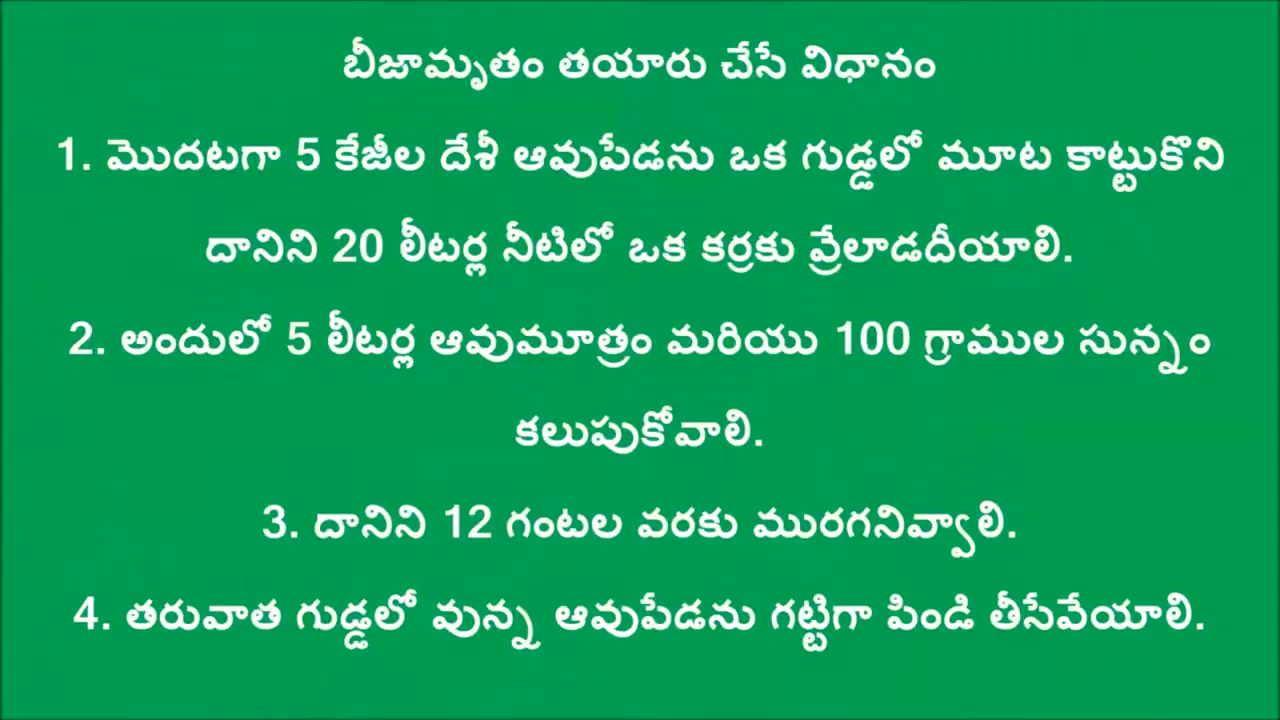 బీజామృతం తయారు చేసే విధానం
1. మొదటగా 5 కేజీల దేశీ ఆవుపేడను ఒక గుడ్డలో మూట కాట్టుకొని
దానిని 20 లీటర్ల నీటిలో ఒక కర్రకు వ్రేలాడదీయాలి.
2. అందులో 5 లీటర్ల ఆవుమూత్రం మరియు 100 గ్రాముల సున్నం
కలుపుకోవాలి.
3. దానిని 12 గంటల వరకు మురగనివ్వాలి.
4. తరువాత గుడ్డలో వున్న ఆవుపేడను గట్టిగా పిండి తీసేవేయాలి.